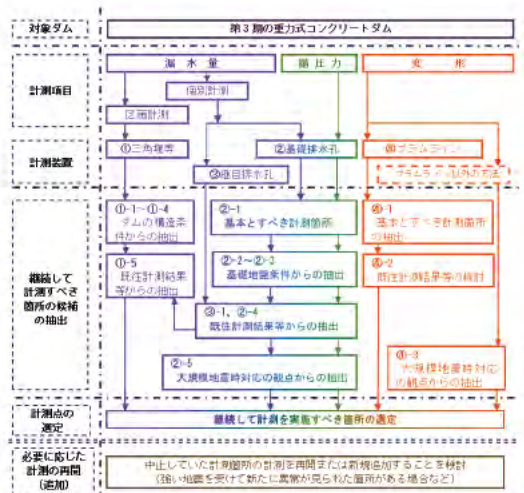 対象ダム
第3期の重力式コンクリートダム
計測項目
漏水量
揚圧力
変形
個別計測
区画計測
計測装置
①三角堰等
②基礎排水孔
④プラムライン
③継目排水孔
プラムライン以外の方法
継続して
計測すべき
箇所の候補
の抽出
①-1~①-4
ダムの構造条
件からの抽出
②-1
基本とすべき計測箇所
④-1
基本とすべき計測箇所
の抽出
①-5
既往計測結果
等からの抽出
②-2~②-3
基礎地盤条件からの抽出
④-2
既往計測結果等の検討
③-1、②-4
既往計測結果等からの抽出
②-5
大規模地震時対応の観点からの抽出
④-3
大規模地震時対応
の観点からの抽出
計測点の
選定
継続して計測を実施すべき箇所の選定
必要に応じた
計測の再開
(追加)
中止していた計測箇所の計測を再開または新規追加することを検討
(強い地震を受けて新たに異常が見られた箇所がある場合など)